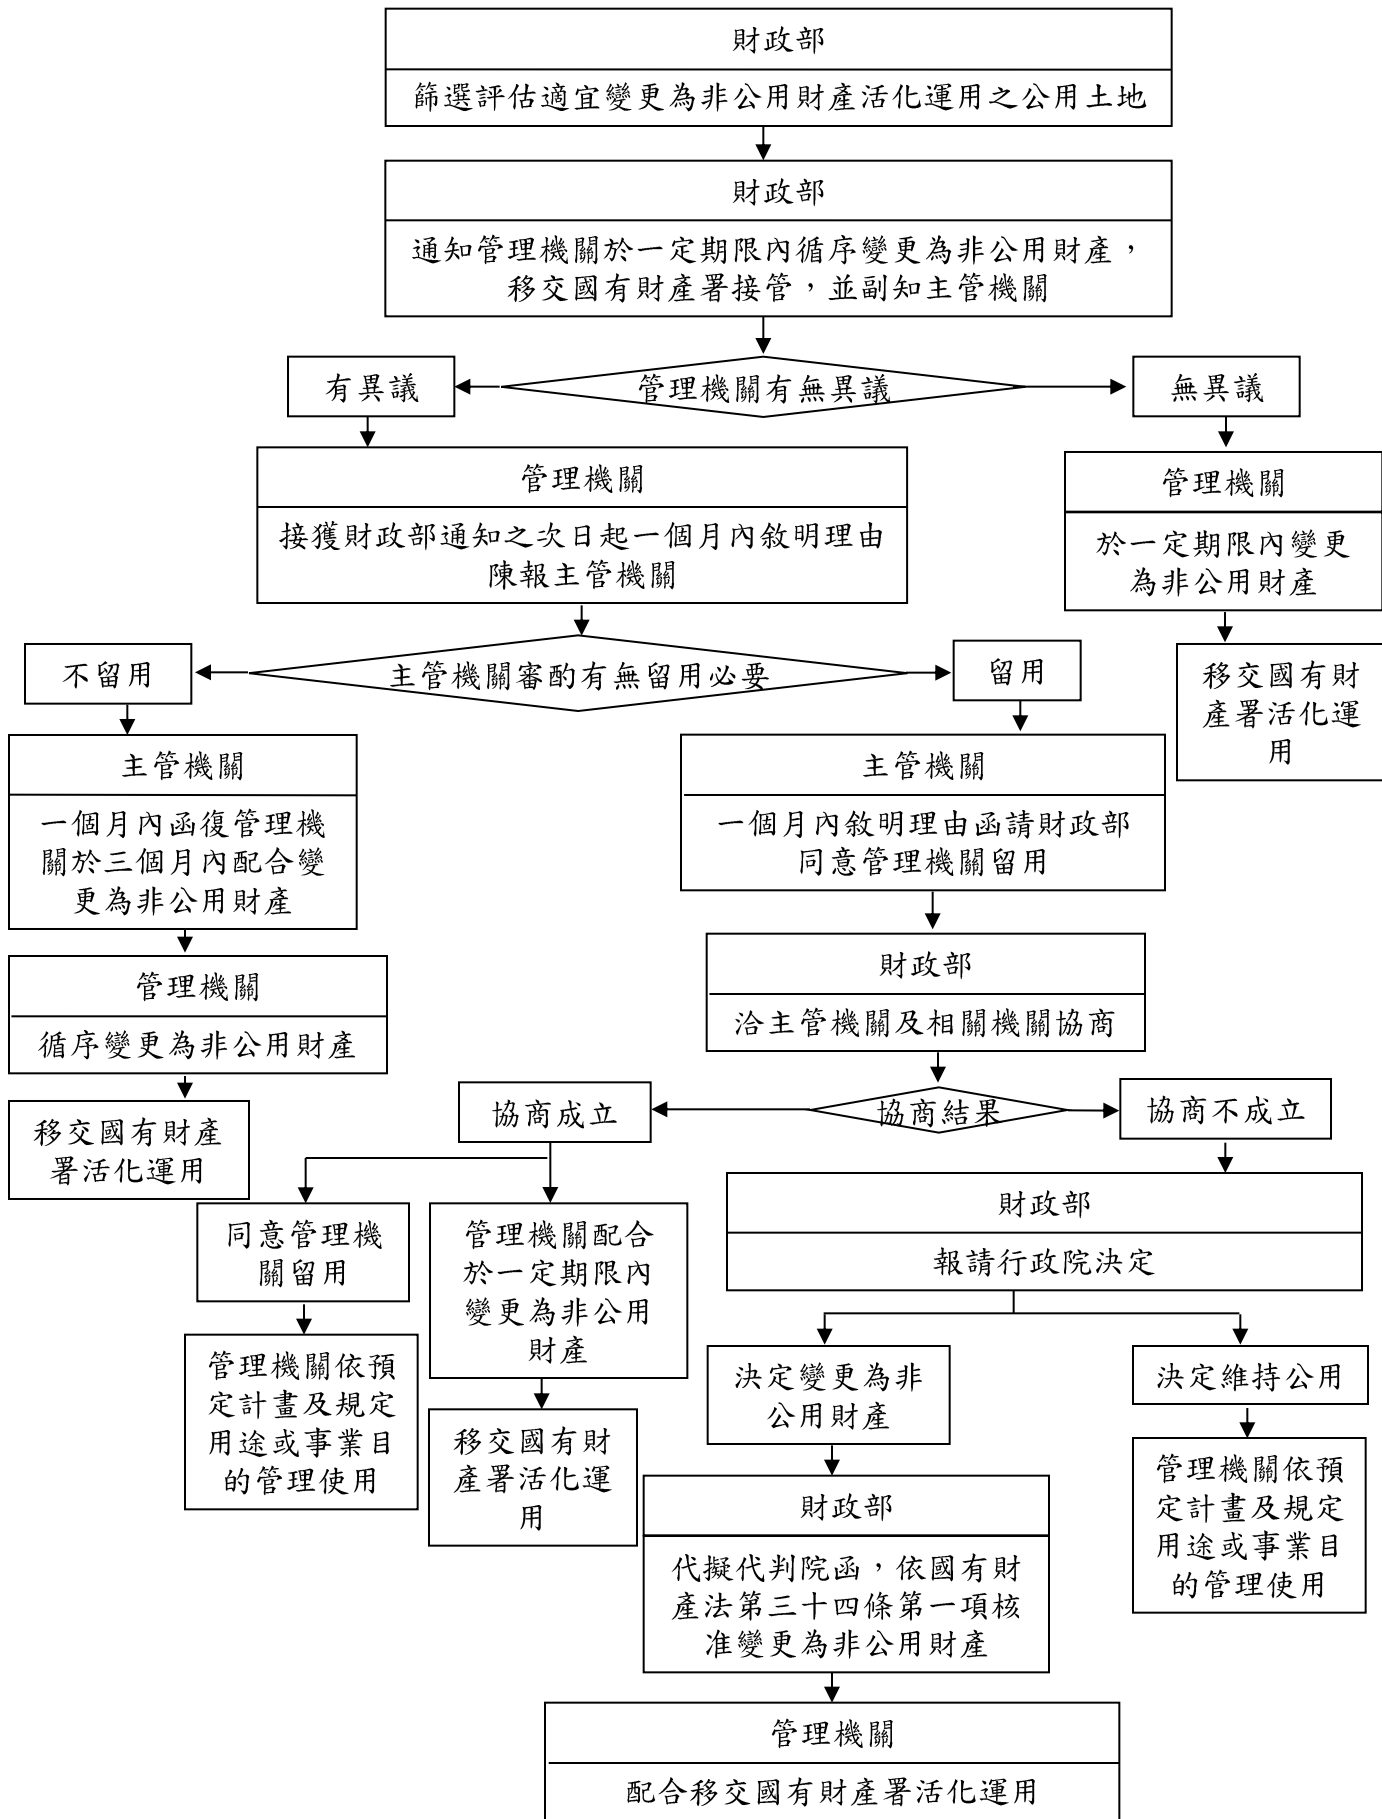 財政部
篩選評估適宜變更為非公用財產活化運用之公用土地
財政部
通知管理機關於一定期限內循序變更為非公用財產，
移交國有財產署接管，並副知主管機關
有異議
管理機關有無異議
無異議
管理機關
接獲財政部通知之次日起一個月內敘明理由
陳報主管機關
管理機關
於一定期限內變更
為非公用財產
不留用
主管機關審酌有無留用必要
留用
移交國有財
產署活化運
用
主管機關
一個月內函復管理機
關於三個月內配合變
更為非公用財產
主管機關
一個月內敘明理由函請財政部
同意管理機關留用
管理機關
循序變更為非公用財產
財政部
洽主管機關及相關機關協商
移交國有財產
署活化運用
協商成立
協商結果
協商不成立
同意管理機
關留用
管理機關配合
於一定期限內
變更為非公用
財產
財政部
報請行政院決定
管理機關依預
定計畫及規定
用途或事業目
的管理使用
移交國有財
產署活化運
用
決定變更為非
公用財產
決定維持公用
財政部
代擬代判院函，依國有財
產法第三十四條第一項核
准變更為非公用財產
管理機關依預
定計畫及規定
用途或事業目
的管理使用
管理機關
配合移交國有財產署活化運用